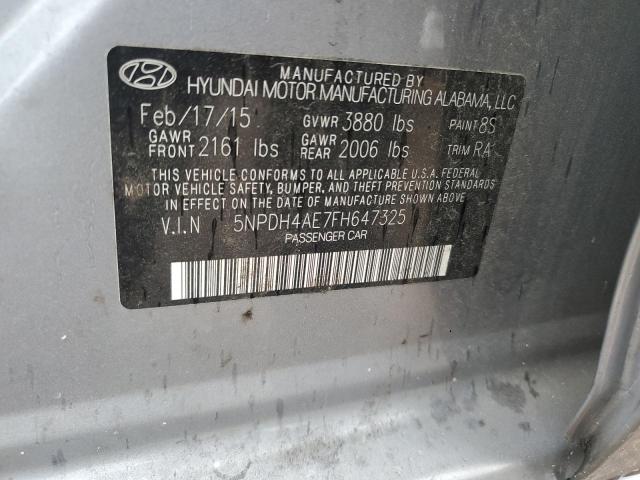 MANUFACTURED BY
HYUNDAI MOTOR MANUFACTURING ALABAMA, LLC
Feb/17/15 GVWR 3880 lbs PAINT 8S
GAWR FRONT 2161 lbs GAWR REAR 2006 lbs TRIM RA
THIS VEHICLE CONFORMS TO ALL APPLICABLE U.S.A. FEDERAL
MOTOR VEHICLE SAFETY, BUMPER, AND THEFT PREVENTION STANDARDS
IN EFFECT ON THE DATE OF MANUFACTURE SHOWN ABOVE.
V.I.N 5NPDH4AE7FH647325
PASSENGER CAR